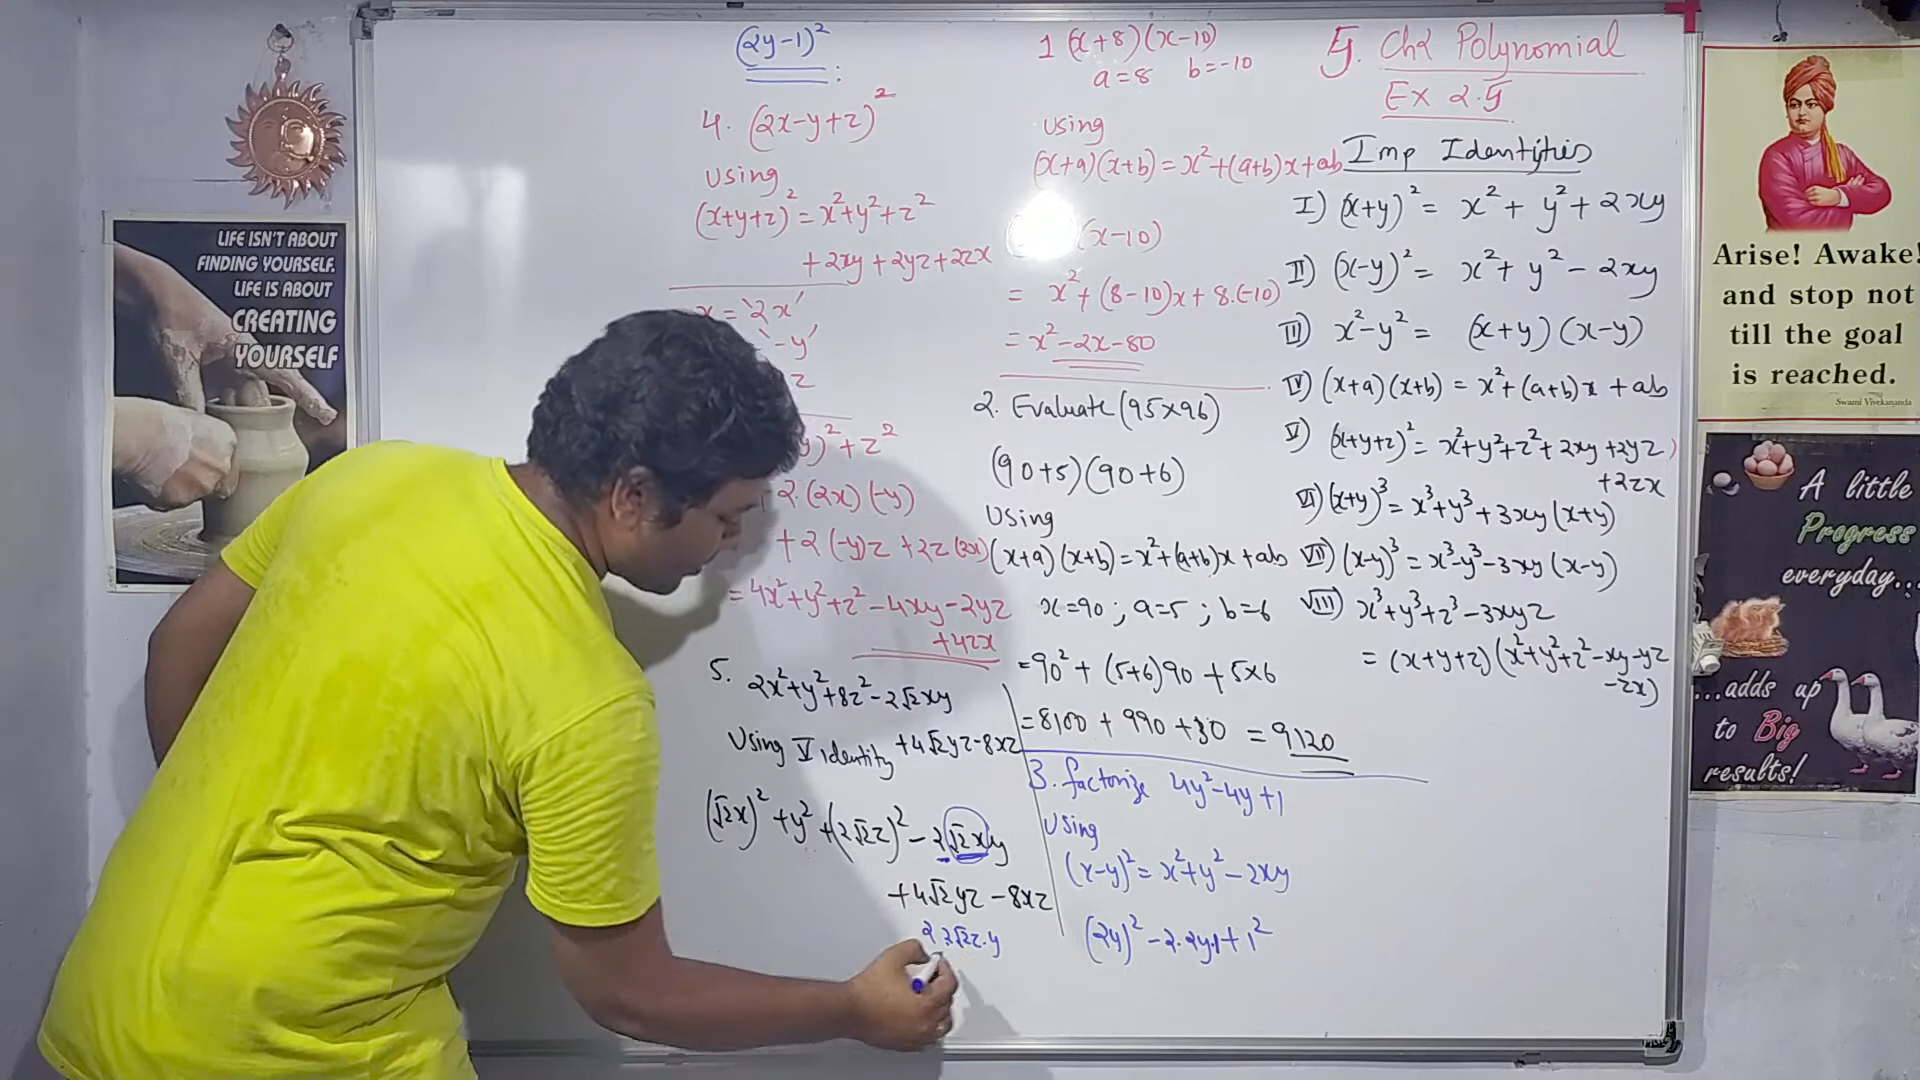 LIFE ISN'T ABOUT
FINDING YOURSELF.
LIFE IS ABOUT
CREATING
YOURSELF
(2y-1)² :
4. (2x-y+z)²
Using
(x+y+z)² = x²+y²+z²
+2xy+2yz+2zx
x = '2x'
'-y'
z
y)²+z²
2.(2x)(-y)
+2(-y)z+2z(2x)
=4x²+y²+z²-4xy-2yz
+4zx
5. 2x²+y²+8z²-2√2xy
+4√2yz-8xz
Using V Identity
(√2x)²+y²+(2√2z)²-2√2xy
+4√2yz-8xz
2 2√2z.y
1 (x+8)(x-10)
a=8 b=-10
Using
(x+a)(x+b)=x²+(a+b)x+ab
(x-10)
= x²+(8-10)x+8.(-10)
= x²-2x-80
2. Evaluate (95×96)
(90+5)(90+6)
Using
(x+a)(x+b)=x²+(a+b)x+ab
x=90 ; a=5 ; b=6
=90²+(5+6)90+5×6
=8100+990+30 = 9120
3. factorize 4y²-4y+1
Using
(x-y)²=x²+y²-2xy
(2y)²-2.2y.1+1²
Ch2 Polynomial
Ex 2.5
Imp Identities
I) (x+y)² = x²+y²+2xy
II) (x-y)² = x²+y²-2xy
III) x²-y² = (x+y)(x-y)
IV) (x+a)(x+b) = x²+(a+b)x+ab
V) (x+y+z)²=x²+y²+z²+2xy+2yz
+2zx
VI) (x+y)³=x³+y³+3xy(x+y)
VII) (x-y)³=x³-y³-3xy(x-y)
VIII) x³+y³+z³-3xyz
= (x+y+z)(x²+y²+z²-xy-yz
-zx)
Arise! Awake!
and stop not
till the goal
is reached.
Swami Vivekananda
A little
Progress
everyday..
...adds up
to Big
results!